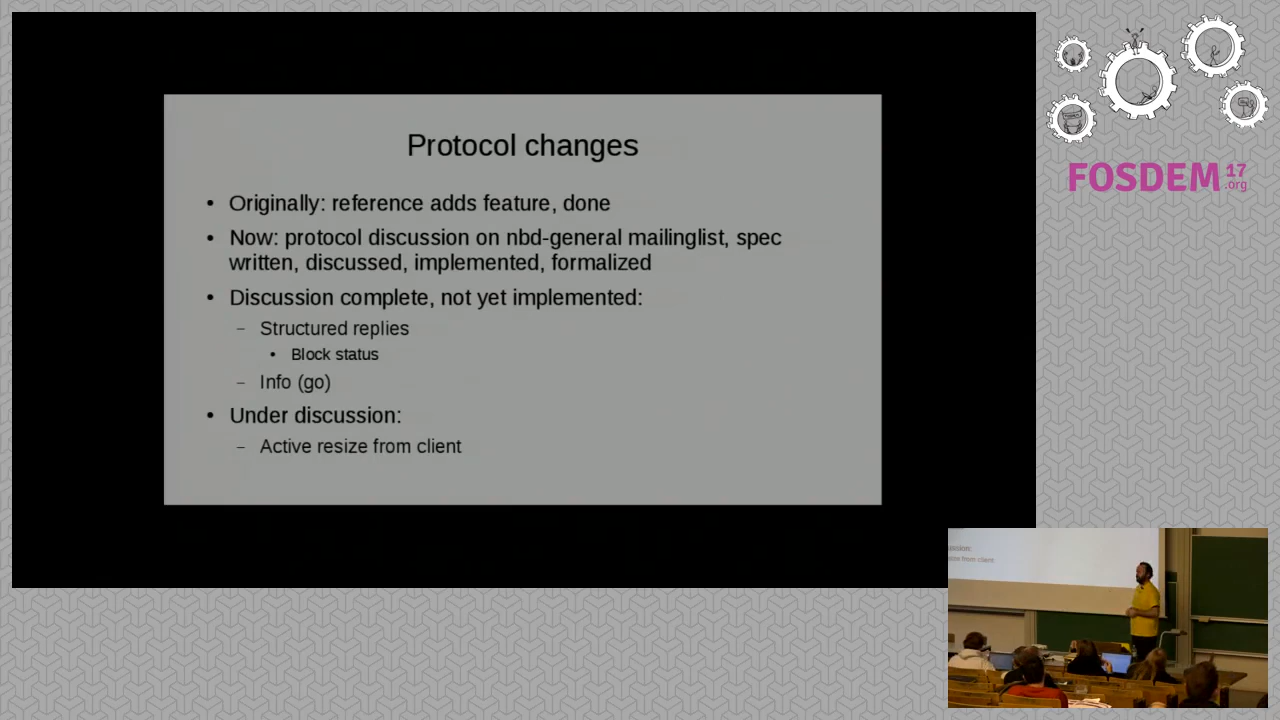 Protocol changes
• Originally: reference adds feature, done
• Now: protocol discussion on nbd-general mailinglist, spec
written, discussed, implemented, formalized
• Discussion complete, not yet implemented:
– Structured replies
• Block status
– Info (go)
• Under discussion:
– Active resize from client
FOSDEM 17
.org